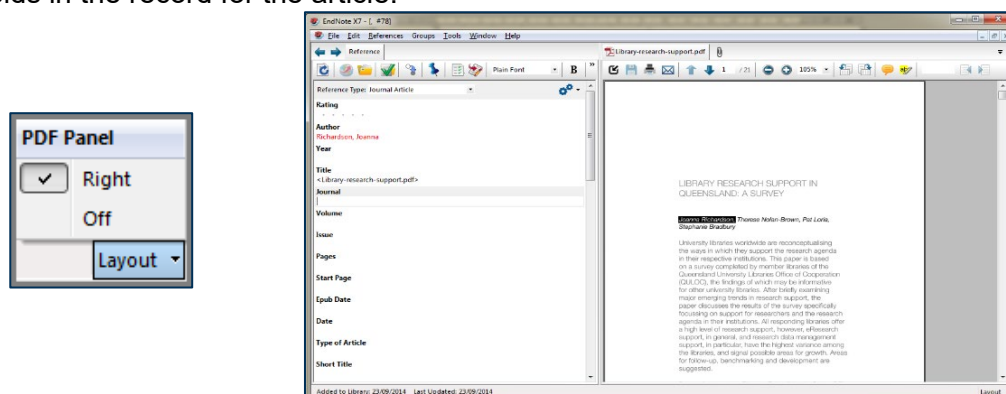 lds in the record for the article.
PDF Panel
Right
Off
Layout
EndNote X7 - [, #78]
File Edit References Groups Tools Window Help
Reference
Plain Font
B
Reference Type: Journal Article
Rating
Author
Richardson, Joanna
Year
Title
<Library-research-support.pdf>
Journal
Volume
Issue
Pages
Start Page
Epub Date
Date
Type of Article
Short Title
Added to Library: 23/09/2014 Last Updated: 23/09/2014
Library-research-support.pdf
1 /21 105%
LIBRARY RESEARCH SUPPORT IN
QUEENSLAND: A SURVEY
Joanna Richardson, Therese Nolan-Brown, Pat Loria,
Stephanie Bradbury
University libraries worldwide are reconceptualising
the ways in which they support the research agenda
in their respective institutions. This paper is based
on a survey completed by member libraries of the
Queensland University Libraries Office of Cooperation
(QULOC), the findings of which may be informative
for other university libraries. After briefly examining
major emerging trends in research support, the
paper discusses the results of the survey specifically
focussing on support for researchers and the research
agenda in their institutions. All responding libraries offer
a high level of research support, however, eResearch
support, in general, and research data management
support, in particular, have the highest variance among
the libraries, and signal possible areas for growth. Areas
for follow-up, benchmarking and development are
suggested.
Layout